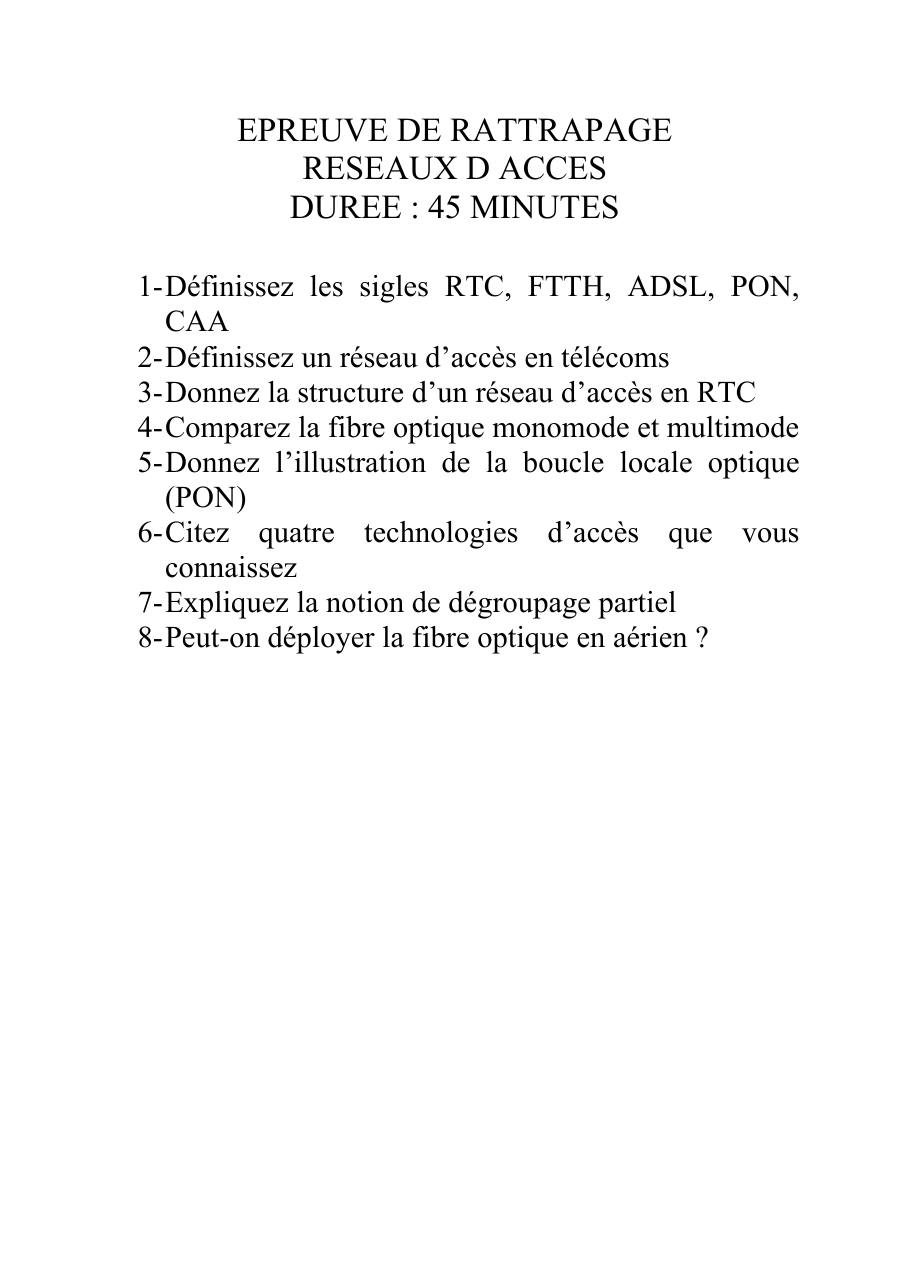 EPREUVE DE RATTRAPAGE
RESEAUX D ACCES
DUREE : 45 MINUTES
1-Définissez les sigles RTC, FTTH, ADSL, PON,
CAA
2-Définissez un réseau d’accès en télécoms
3-Donnez la structure d’un réseau d’accès en RTC
4-Comparez la fibre optique monomode et multimode
5-Donnez l’illustration de la boucle locale optique
(PON)
6-Citez quatre technologies d’accès que vous
connaissez
7-Expliquez la notion de dégroupage partiel
8-Peut-on déployer la fibre optique en aérien ?